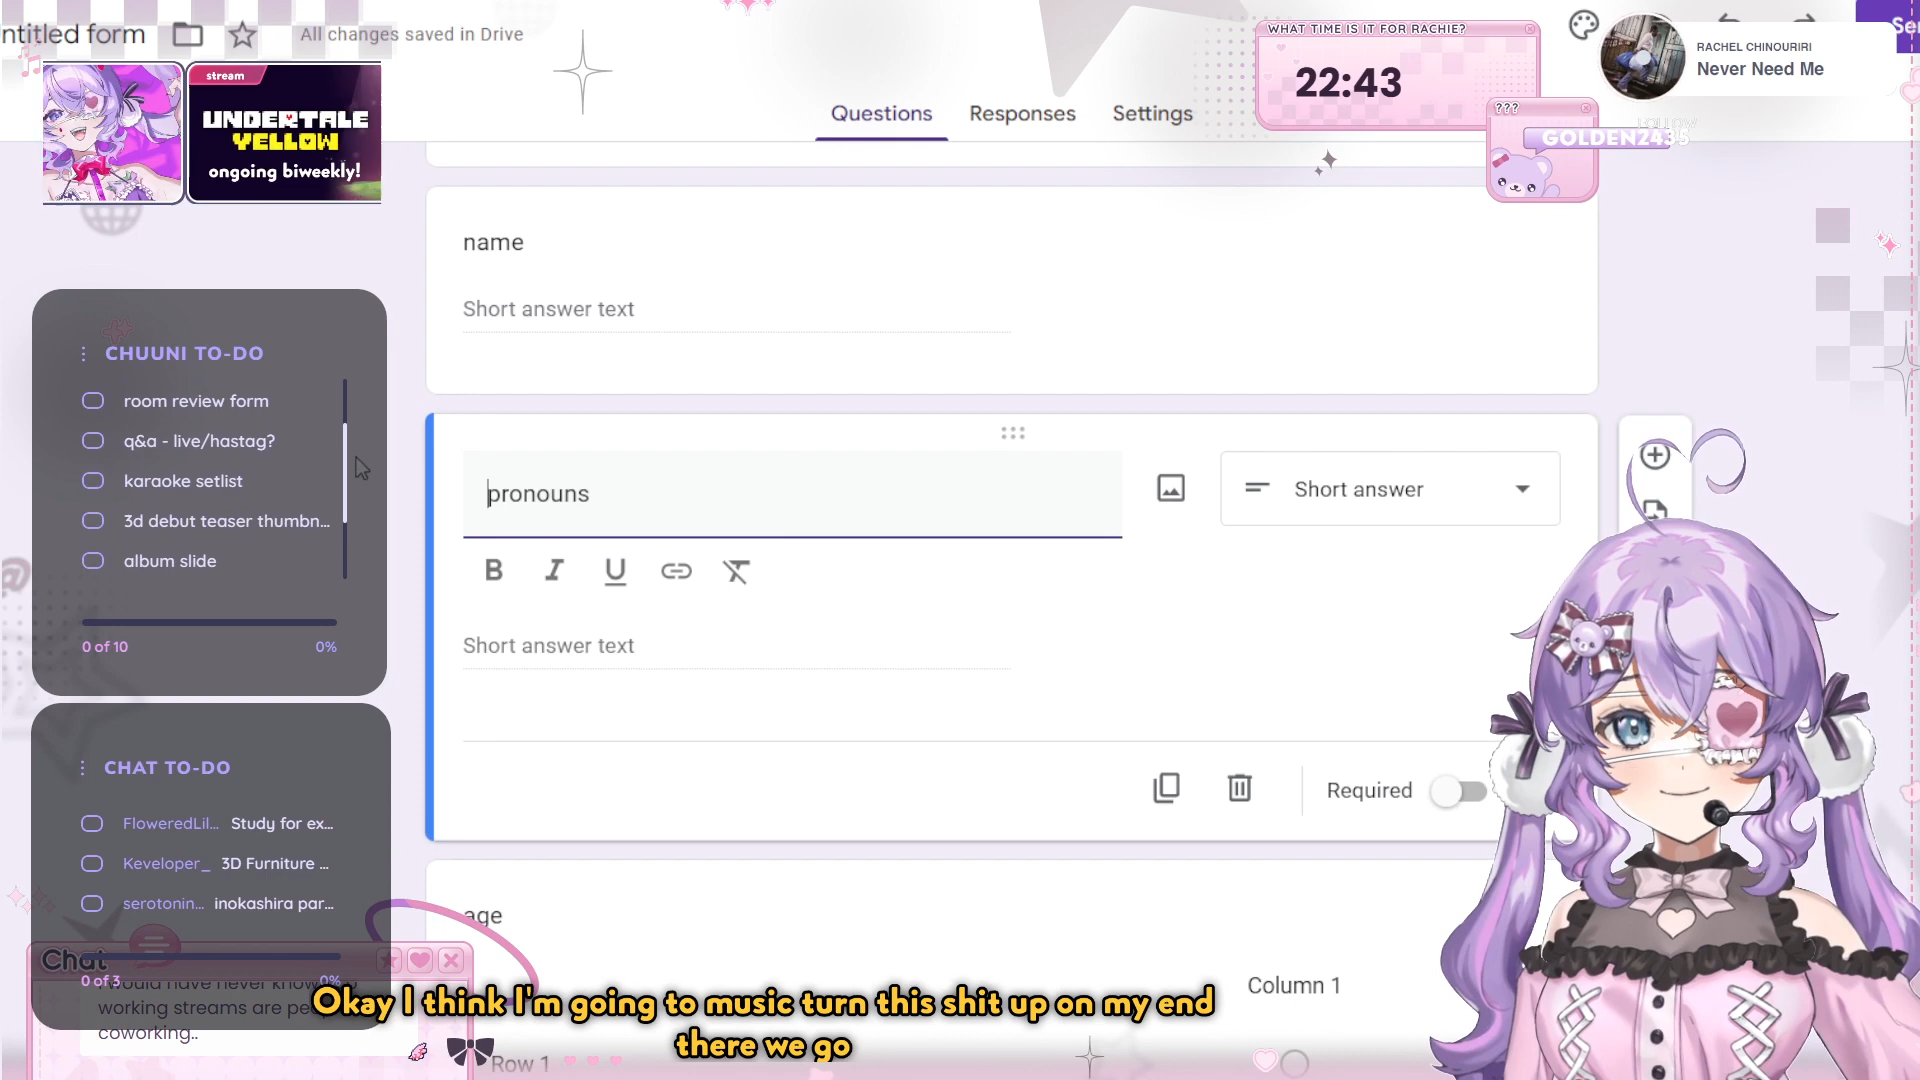 ntitled form
All changes saved in Drive
stream
UNDERTALE
YELLOW
ongoing biweekly!
Questions
Responses
Settings
WHAT TIME IS IT FOR RACHIE?
22:43
RACHEL CHINOURIRI
Never Need Me
???
FOLLOW
GOLDEN2435
name
Short answer text
CHUUNI TO-DO
room review form
q&a - live/hastag?
karaoke setlist
3d debut teaser thumbn...
album slide
0 of 10
0%
pronouns
Short answer
B I U
Short answer text
Required
CHAT TO-DO
FloweredLil... Study for ex...
Keveloper_ 3D Furniture ...
serotonin... inokashira par...
0 of 3
0%
age
Column 1
Row 1
Chat
would have never know
working streams are pe
coworking..
Okay I think I'm going to music turn this shit up on my end
there we go